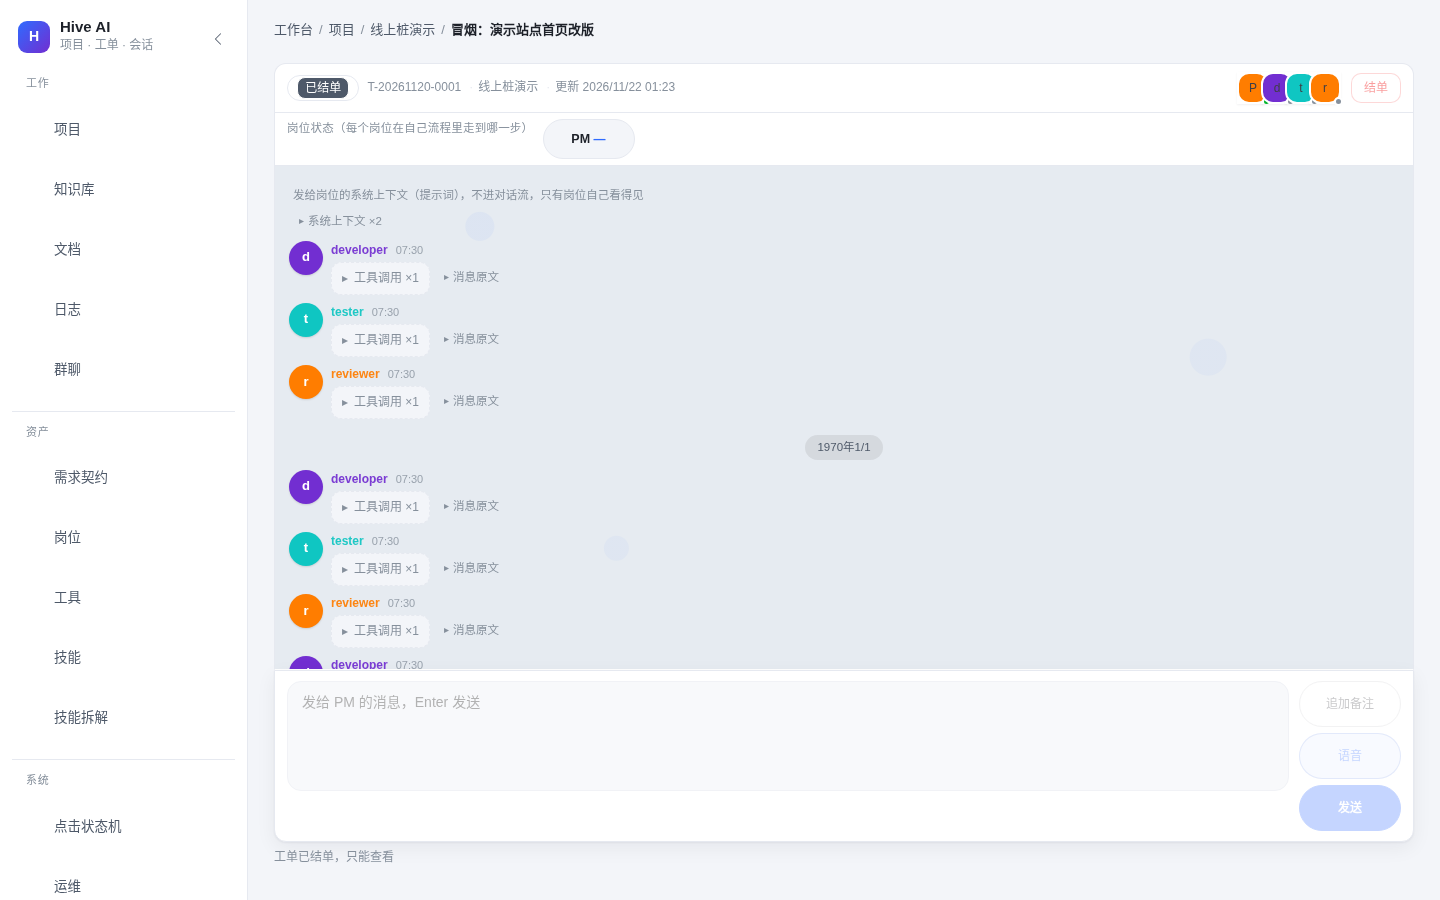 H
Hive AI
项目 · 工单 · 会话
工作
项目
知识库
文档
日志
群聊
资产
需求契约
岗位
工具
技能
技能拆解
系统
点击状态机
运维
工作台 / 项目 / 线上桩演示 / 冒烟：演示站点首页改版
已结单 T-20261120-0001 · 线上桩演示 · 更新 2026/11/22 01:23
P d t r 结单
岗位状态（每个岗位在自己流程里走到哪一步） PM —
发给岗位的系统上下文（提示词），不进对话流，只有岗位自己看得见
▸ 系统上下文 ×2
d developer 07:30
▸ 工具调用 ×1 ▸ 消息原文
t tester 07:30
▸ 工具调用 ×1 ▸ 消息原文
r reviewer 07:30
▸ 工具调用 ×1 ▸ 消息原文
1970年1/1
d developer 07:30
▸ 工具调用 ×1 ▸ 消息原文
t tester 07:30
▸ 工具调用 ×1 ▸ 消息原文
r reviewer 07:30
▸ 工具调用 ×1 ▸ 消息原文
developer 07:30
发给 PM 的消息，Enter 发送
追加备注
语音
发送
工单已结单，只能查看